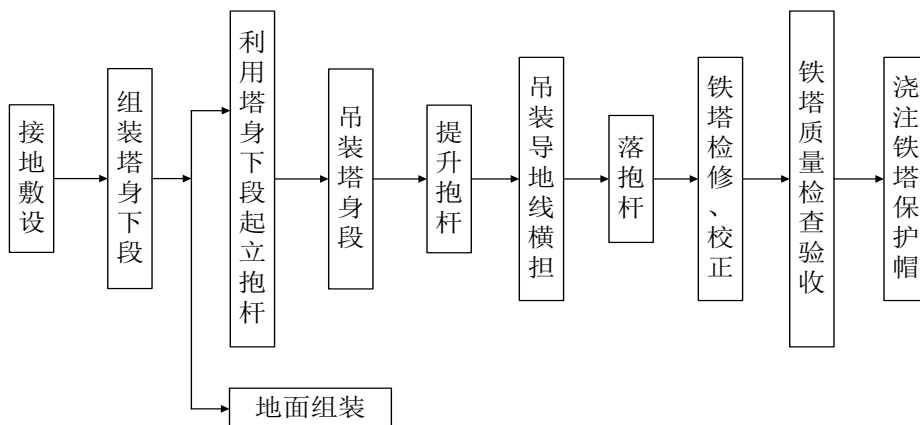 接地敷设
组装塔身下段
利用塔身下段起立抱杆
吊装塔身段
提升抱杆
吊装导地线横担
落抱杆
铁塔检修、校正
铁塔质量检查验收
浇注铁塔保护帽
地面组装